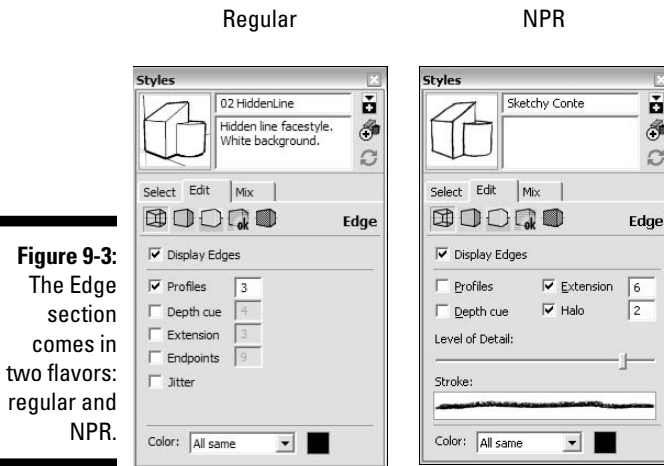 Regular
NPR
Styles
02 HiddenLine
Hidden line facestyle.
White background.
Select Edit Mix
ok
Edge
Display Edges
Profiles 3
Depth cue 4
Extension 3
Endpoints 9
Jitter
Color: All same
Styles
Sketchy Conte
Select Edit Mix
ok
Edge
Display Edges
Profiles Extension 6
Depth cue Halo 2
Level of Detail:
Stroke:
Color: All same
Figure 9-3:
The Edge
section
comes in
two flavors:
regular and
NPR.